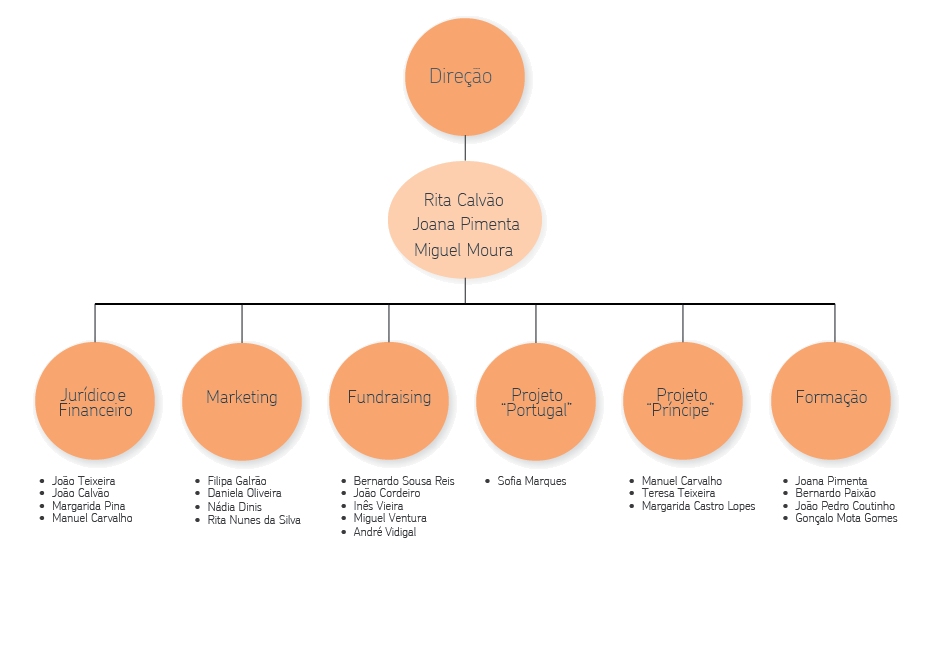 Direção
Rita Calvão
Joana Pimenta
Miguel Moura
Jurídico e
Financeiro
Marketing
Fundraising
Projeto
“Portugal”
Projeto
“Príncipe”
Formação
• João Teixeira
• João Calvão
• Margarida Pina
• Manuel Carvalho
• Filipa Galrão
• Daniela Oliveira
• Nádia Dinis
• Rita Nunes da Silva
• Bernardo Sousa Reis
• João Cordeiro
• Inês Vieira
• Miguel Ventura
• André Vidigal
• Sofia Marques
• Manuel Carvalho
• Teresa Teixeira
• Margarida Castro Lopes
• Joana Pimenta
• Bernardo Paixão
• João Pedro Coutinho
• Gonçalo Mota Gomes